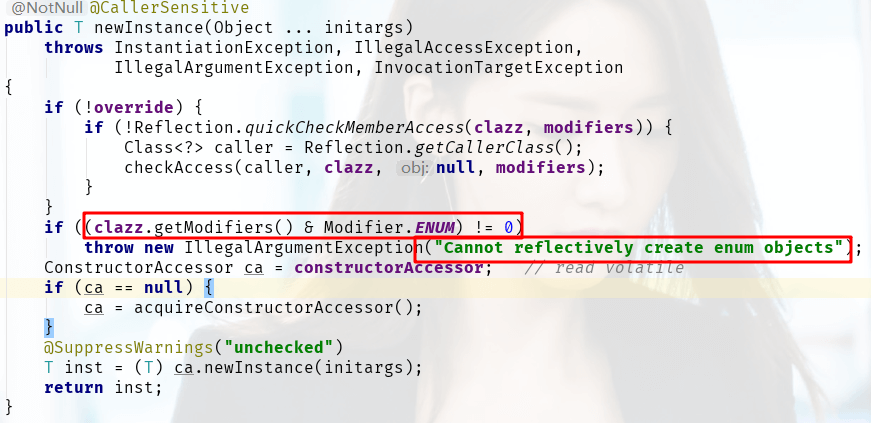 @NotNull @CallerSensitive
public T newInstance(Object ... initargs)
    throws InstantiationException, IllegalAccessException,
           IllegalArgumentException, InvocationTargetException
{
    if (!override) {
        if (!Reflection.quickCheckMemberAccess(clazz, modifiers)) {
            Class<?> caller = Reflection.getCallerClass();
            checkAccess(caller, clazz, obj: null, modifiers);
        }
    }
    if ((clazz.getModifiers() & Modifier.ENUM) != 0)
        throw new IllegalArgumentException("Cannot reflectively create enum objects");
    ConstructorAccessor ca = constructorAccessor;   // read volatile
    if (ca == null) {
        ca = acquireConstructorAccessor();
    }
    @SuppressWarnings("unchecked")
    T inst = (T) ca.newInstance(initargs);
    return inst;
}